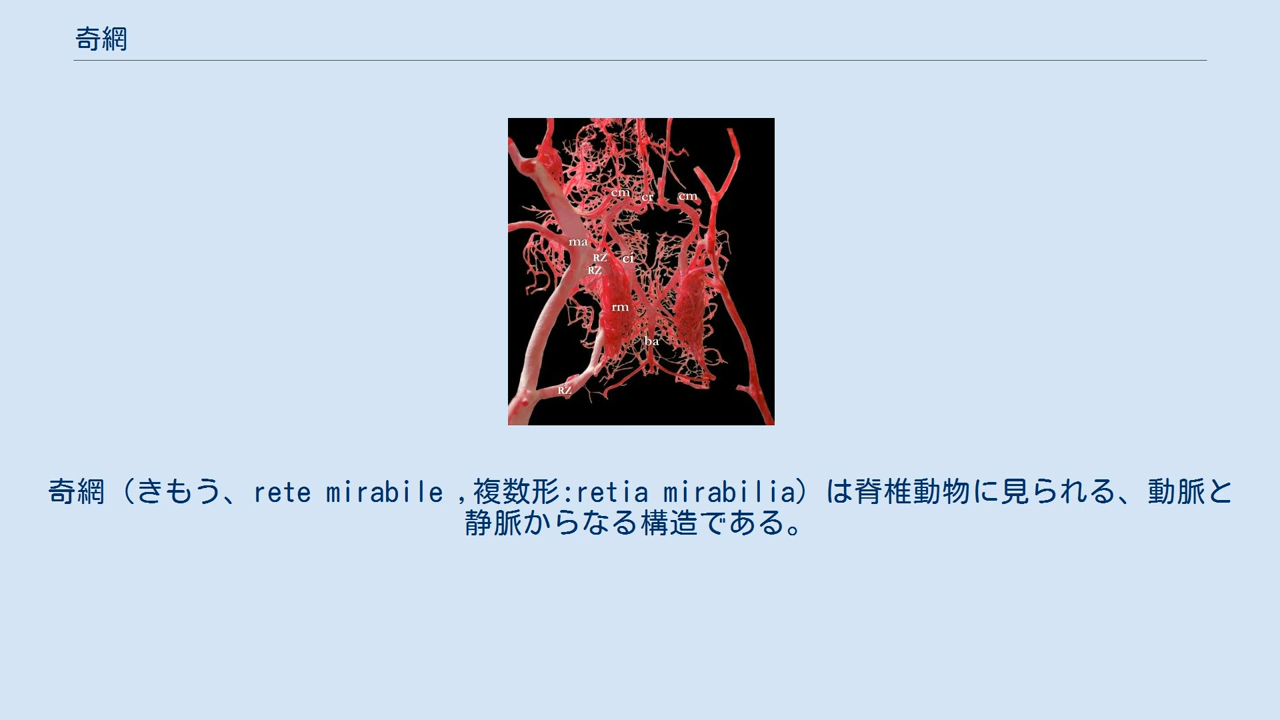 奇網
cm cr cm
ma
RZ ci
RZ
rm
ba
RZ
奇網（きもう、rete mirabile ,複数形:retia mirabilia）は脊椎動物に見られる、動脈と
静脈からなる構造である。